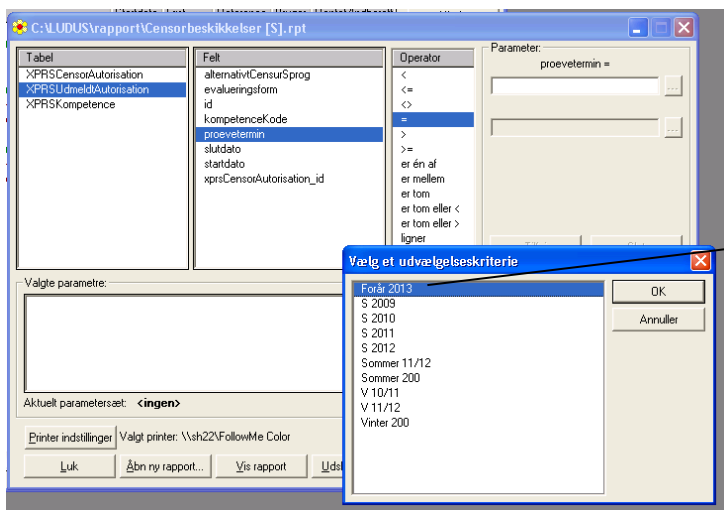 C:\LUDUS\rapport\Censorbeskikkelser [S].rpt
Tabel
XPRSCensorAutorisation
XPRSUdmeldtAutorisation
XPRSKompetence
Felt
alternativtCensurSprog
evalueringsform
id
kompetenceKode
proevetermin
slutdato
startdato
xprsCensorAutorisation_id
Operator
<
<=
<>
=
>
>=
er én af
er mellem
er tom
er tom eller <
er tom eller >
ligner
Parameter:
proevetermin =
...
...
Vælg et udvælgelseskriterie
Forår 2013
S 2009
S 2010
S 2011
S 2012
Sommer 11/12
Sommer 200
V 10/11
V 11/12
Vinter 200
OK
Annuller
Valgte parametre:
Aktuelt parametersæt: <ingen>
Printer indstillinger Valgt printer: \\sh22\FollowMe Color
Luk Åbn ny rapport... Vis rapport